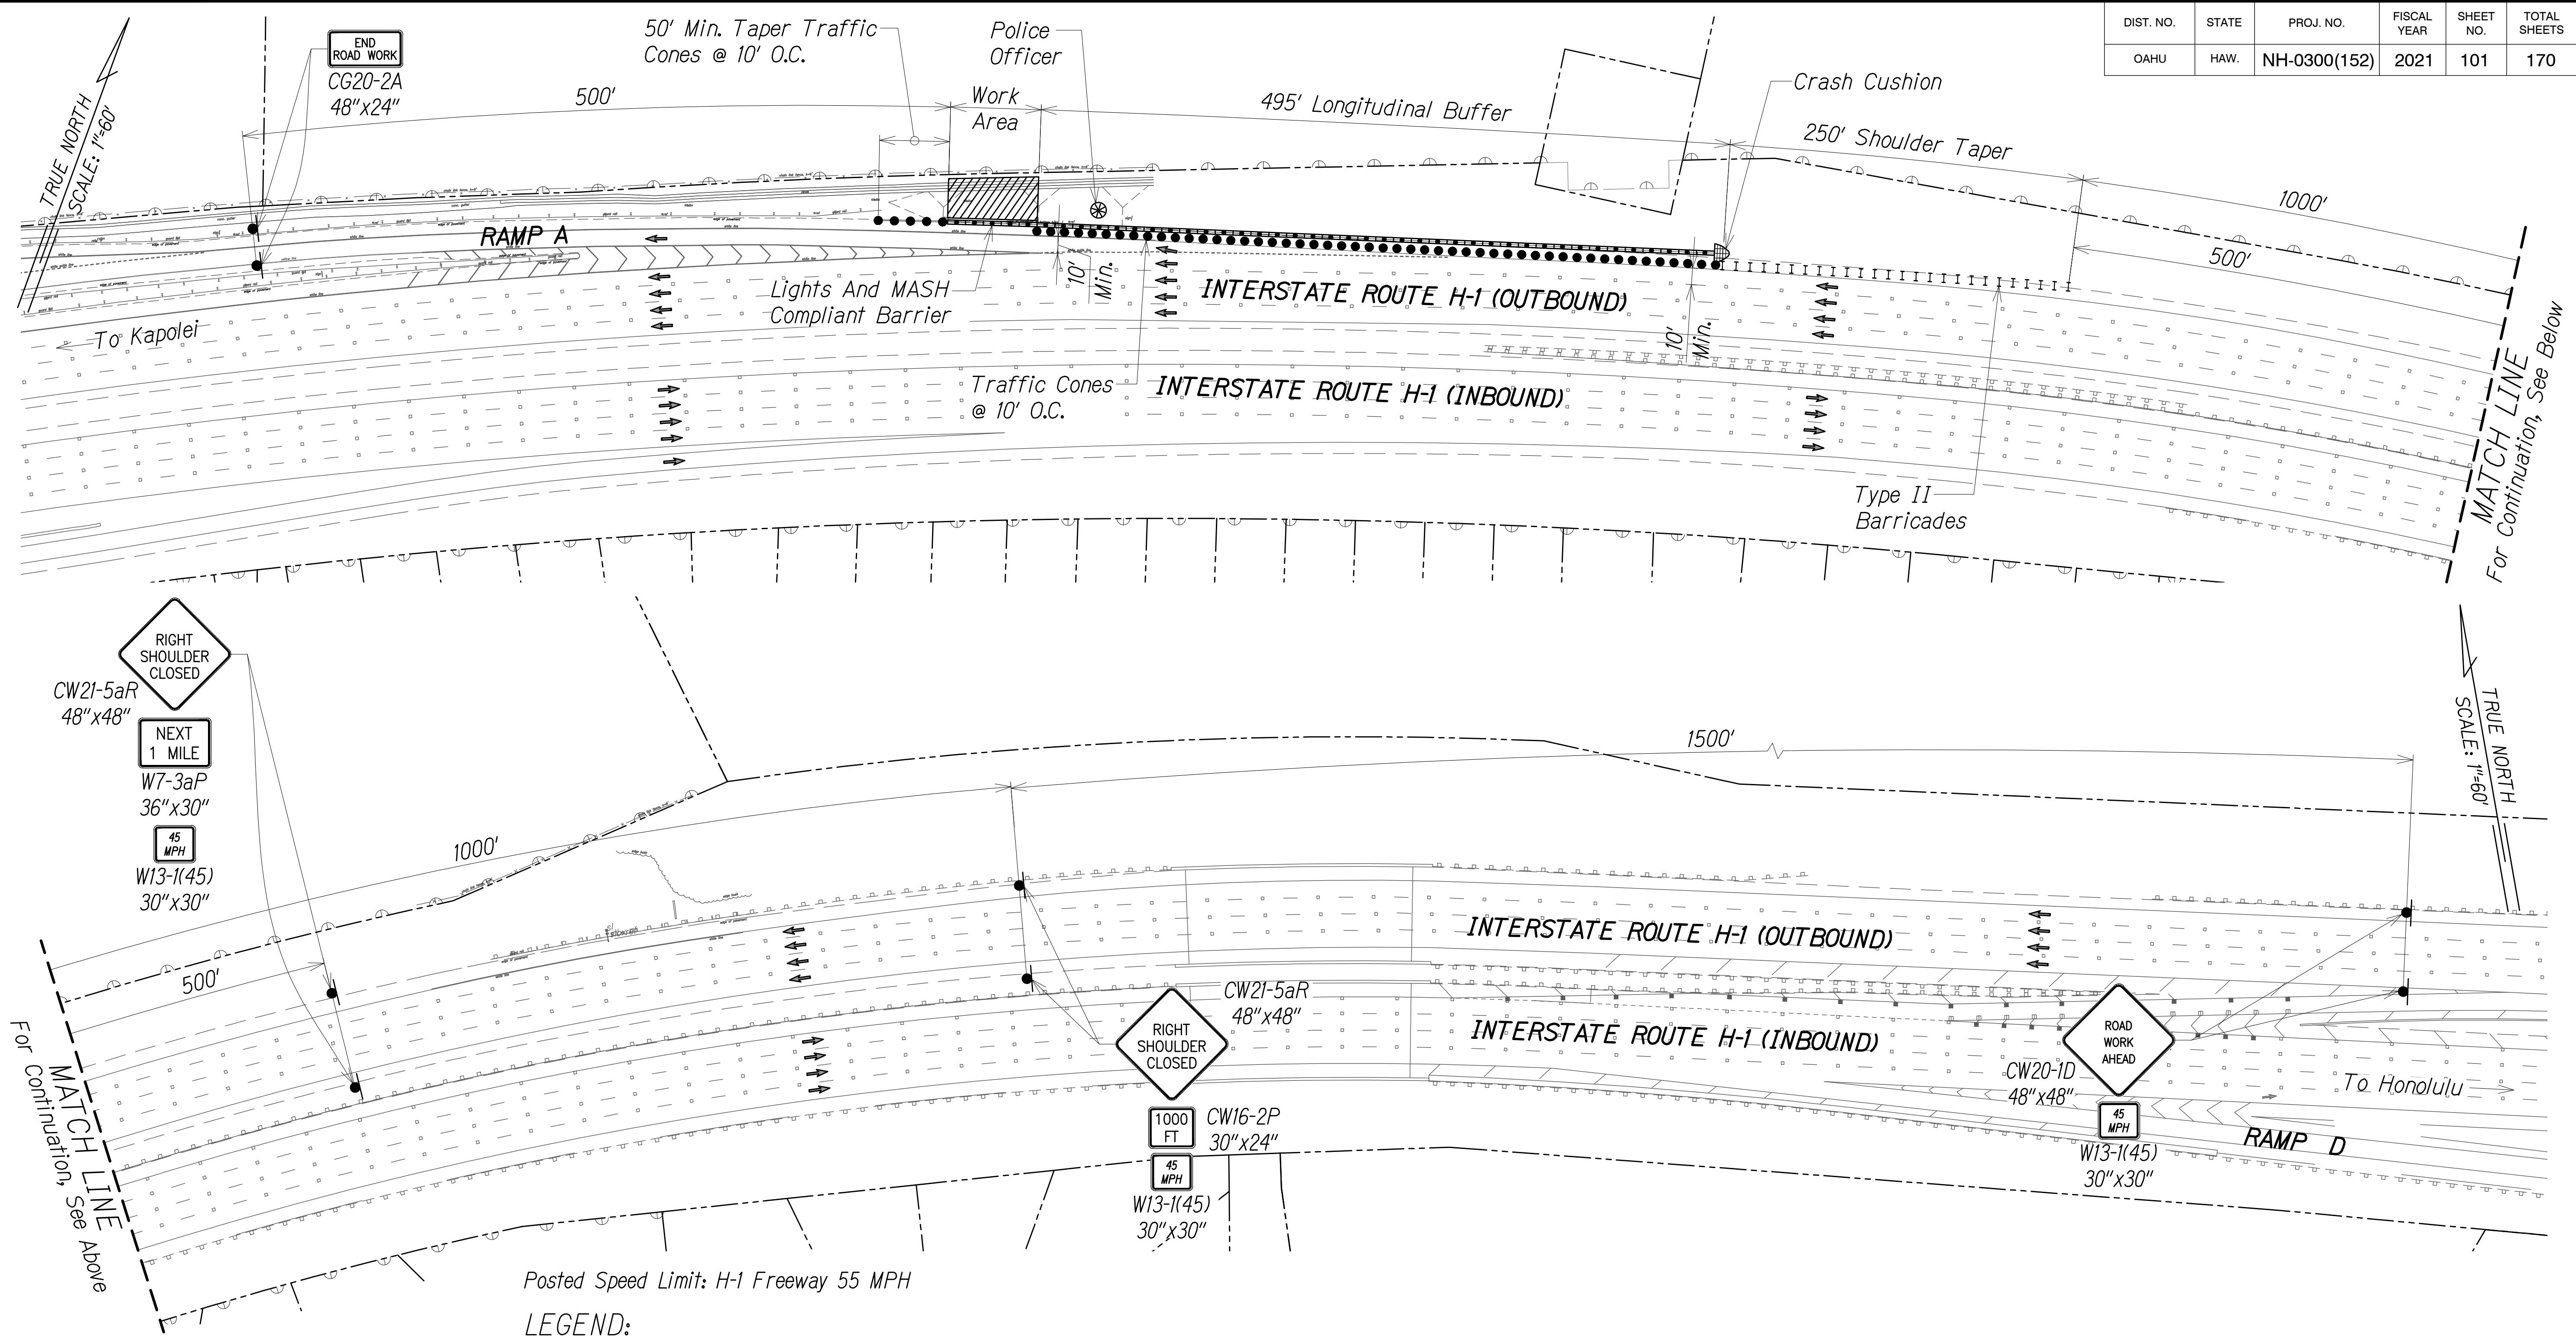 DIST. NO. STATE PROJ. NO. FISCAL YEAR SHEET NO. TOTAL SHEETS
OAHU HAW. NH-0300(152) 2021 101 170
TRUE NORTH
SCALE: 1"=60'
END
ROAD WORK
CG20-2A
48"x24"
500'
50' Min. Taper Traffic
Cones @ 10' O.C.
Work
Area
Police
Officer
495' Longitudinal Buffer
Crash Cushion
250' Shoulder Taper
1000'
500'
RAMP A
Lights And MASH
Compliant Barrier
10'
Min.
INTERSTATE ROUTE H-1 (OUTBOUND)
10'
Min.
To Kapolei
Traffic Cones
@ 10' O.C.
INTERSTATE ROUTE H-1 (INBOUND)
Type II
Barricades
MATCH LINE
For Continuation, See Below
RIGHT
SHOULDER
CLOSED
CW21-5aR
48"x48"
NEXT
1 MILE
W7-3aP
36"x30"
45
MPH
W13-1(45)
30"x30"
1000'
500'
1500'
TRUE NORTH
SCALE: 1"=60'
INTERSTATE ROUTE H-1 (OUTBOUND)
INTERSTATE ROUTE H-1 (INBOUND)
RIGHT
SHOULDER
CLOSED
CW21-5aR
48"x48"
1000
FT
CW16-2P
30"x24"
45
MPH
W13-1(45)
30"x30"
ROAD
WORK
AHEAD
CW20-1D
48"x48"
45
MPH
W13-1(45)
30"x30"
To Honolulu
RAMP D
MATCH LINE
For Continuation, See Above
Posted Speed Limit: H-1 Freeway 55 MPH
LEGEND: